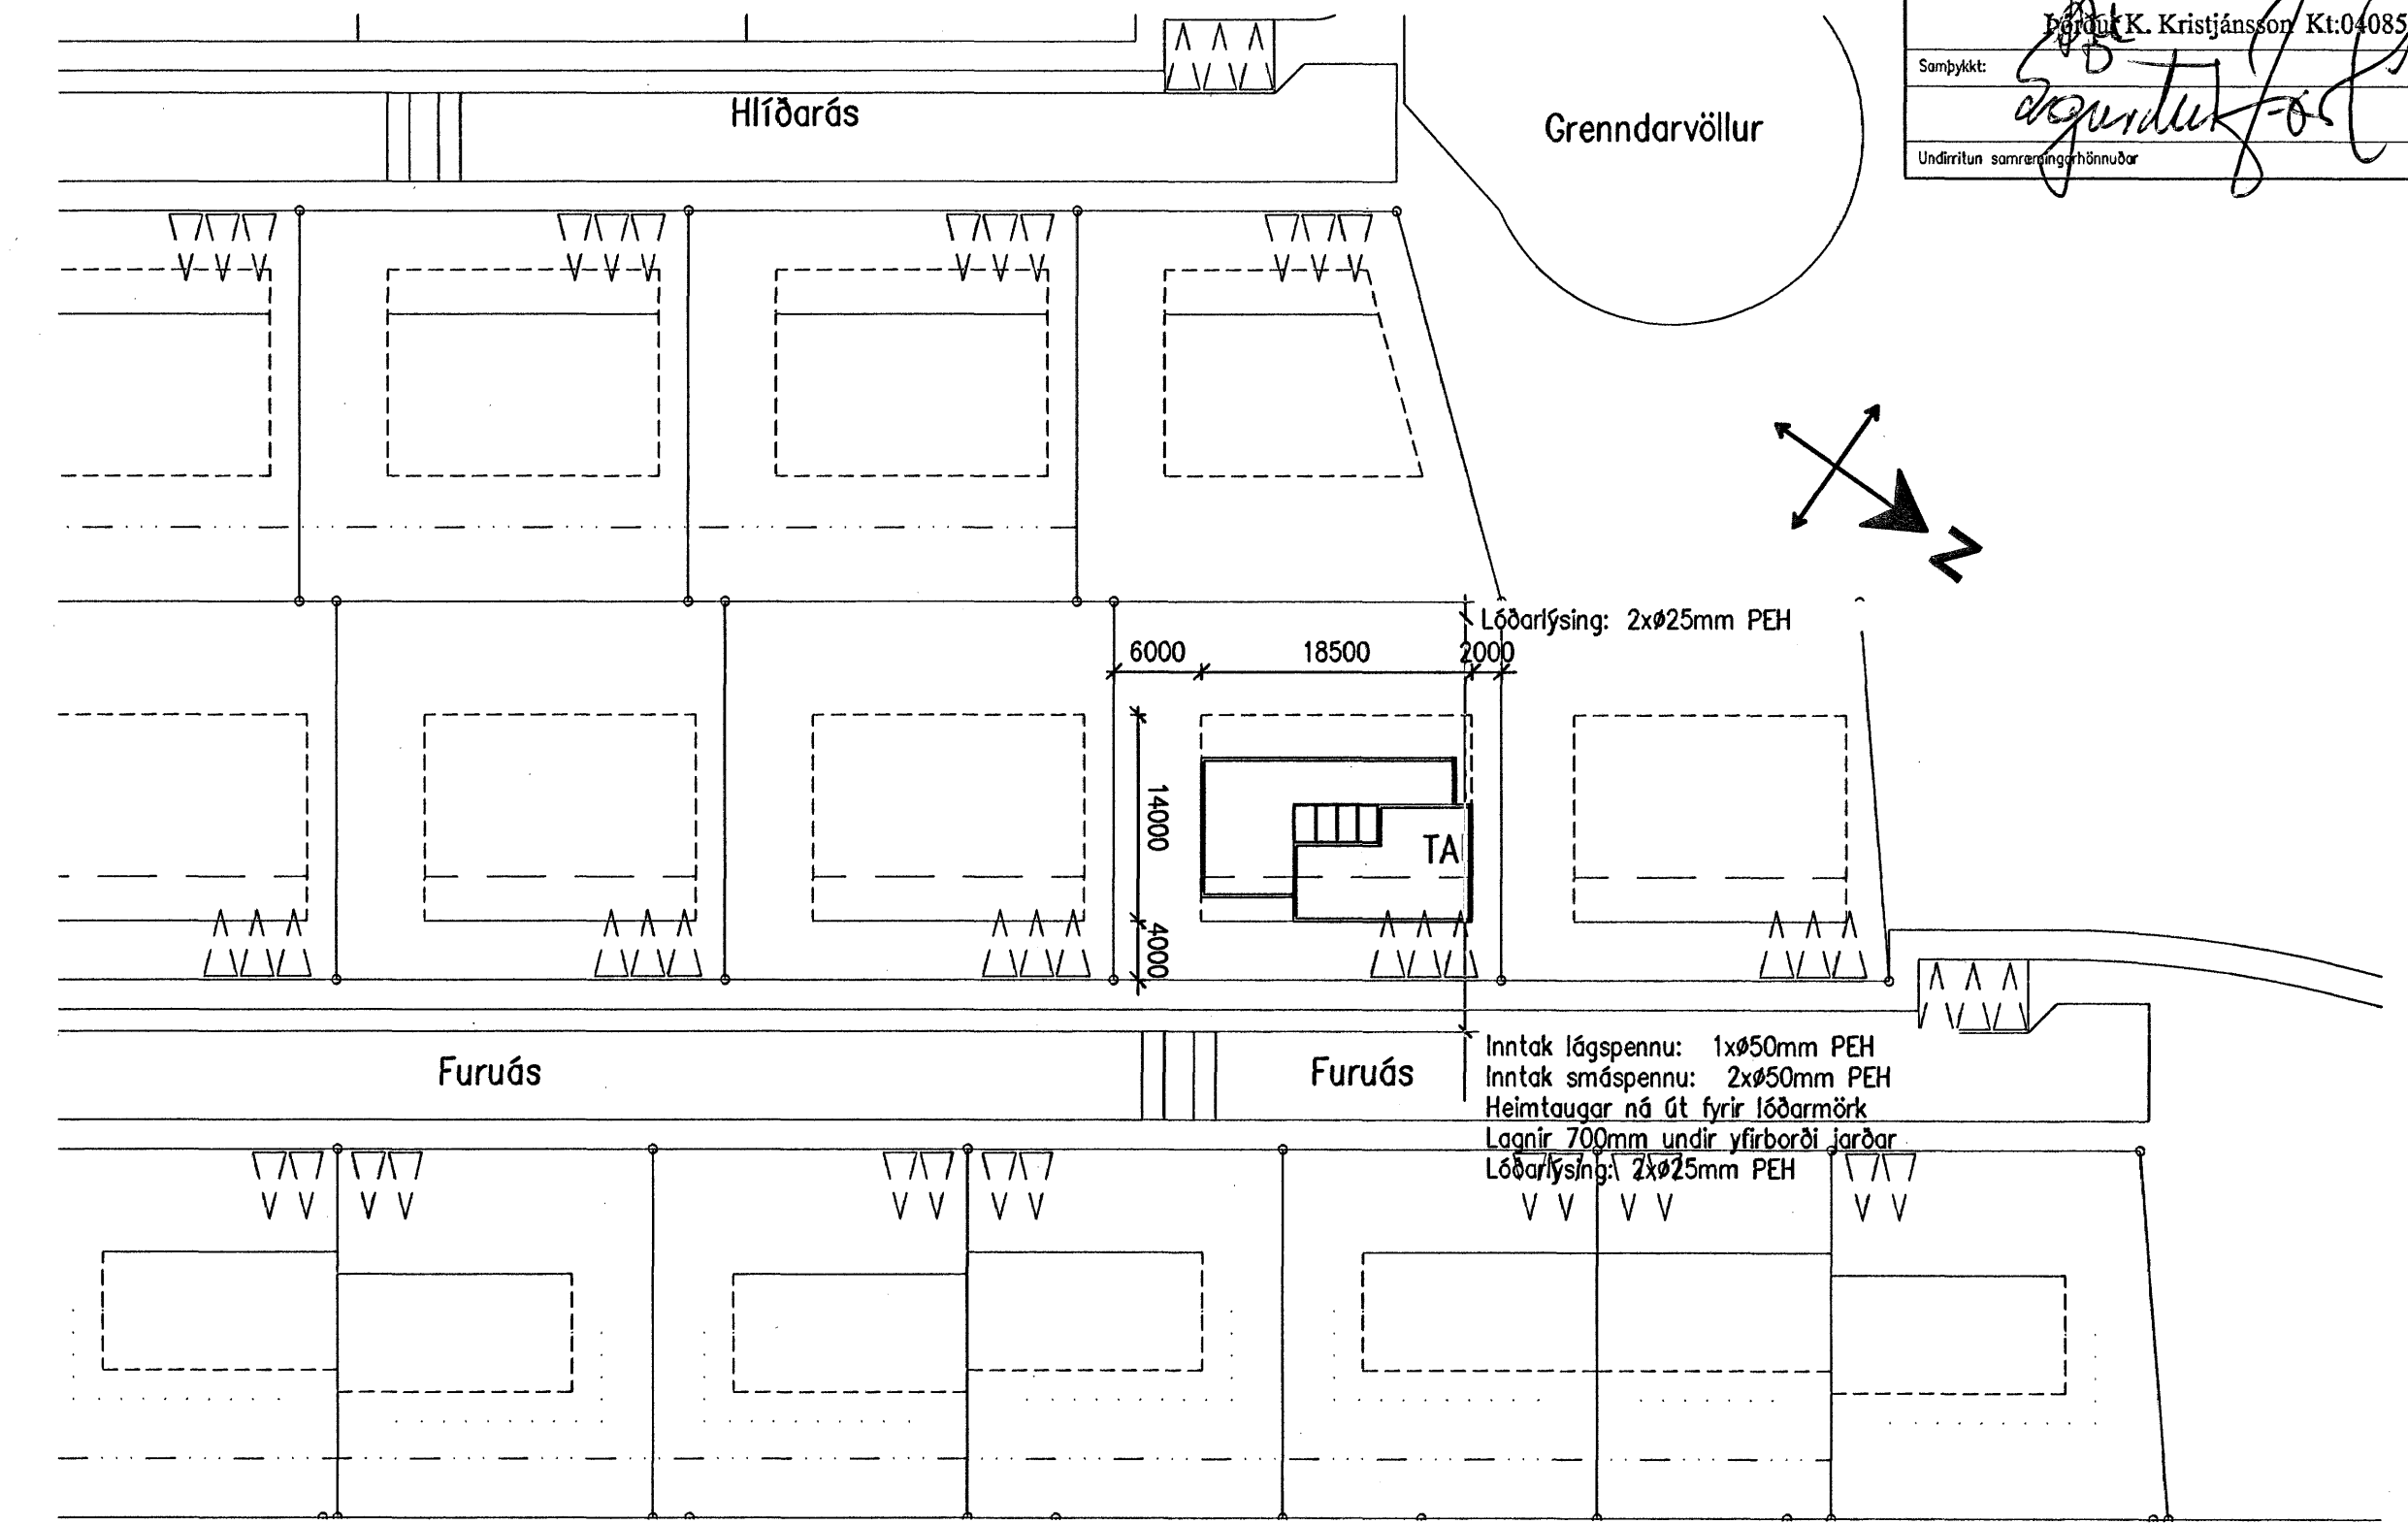 Þórður K. Kristjánsson Kt:04085
Samþykkt:
Undirritun samræmingarhönnuðar
Hlíðarás
Grenndarvöllur
N
Lóðarlýsing: 2xø25mm PEH
6000 18500 2000
14000
TA
4000
Furuás
Furuás
Inntak lágspennu: 1xø50mm PEH
Inntak smáspennu: 2xø50mm PEH
Heimtaugar ná út fyrir lóðarmörk
Lagnir 700mm undir yfirborði jarðar
Lóðarlýsing: 2xø25mm PEH